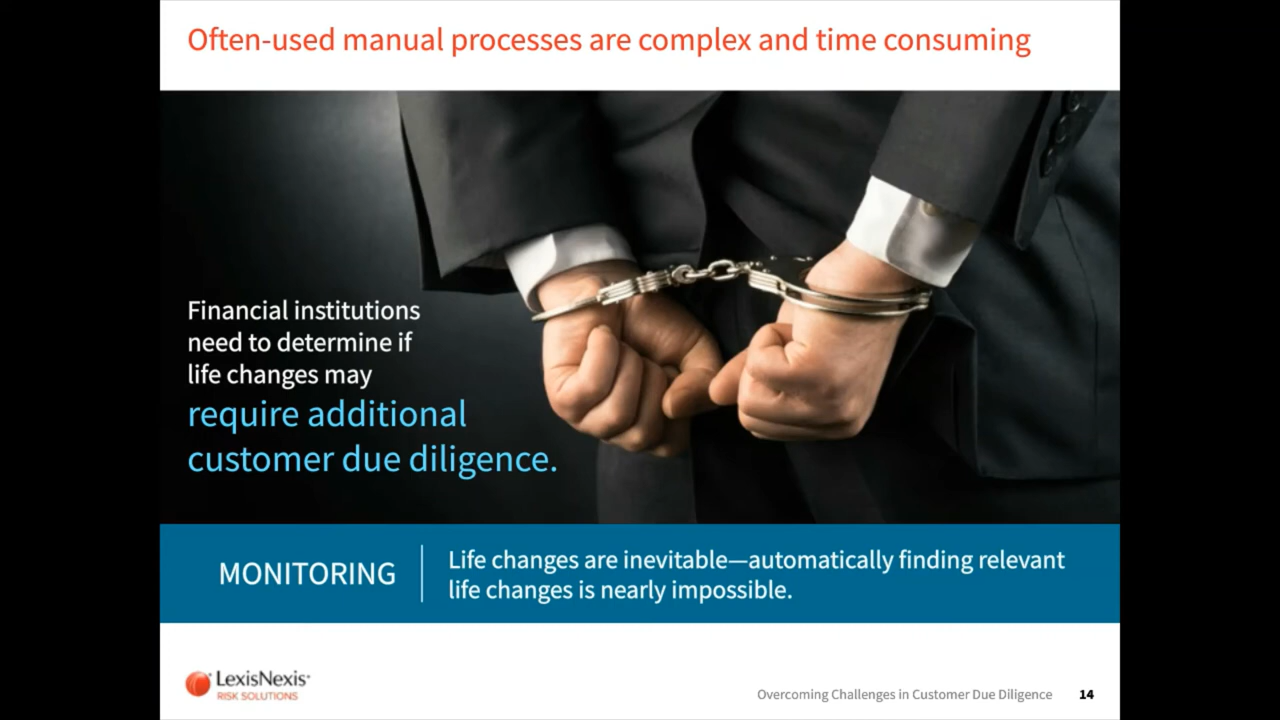 Often-used manual processes are complex and time consuming
Financial institutions
need to determine if
life changes may
require additional
customer due diligence.
MONITORING
Life changes are inevitable—automatically finding relevant
life changes is nearly impossible.
LexisNexis
RISK SOLUTIONS
Overcoming Challenges in Customer Due Diligence 14